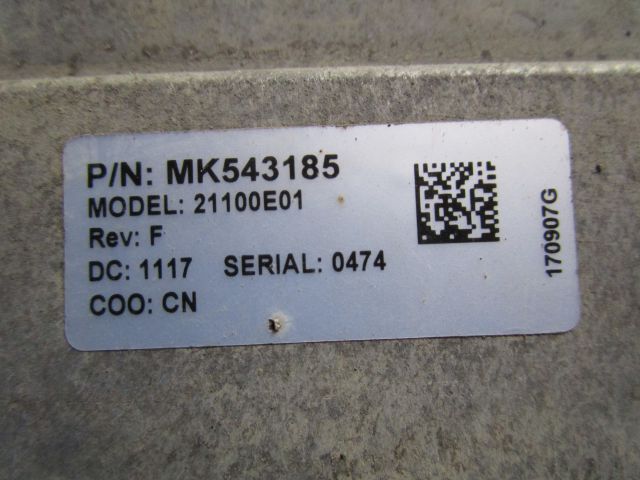 P/N: MK543185
MODEL: 21100E01
Rev: F
DC: 1117 SERIAL: 0474
COO: CN
170907G